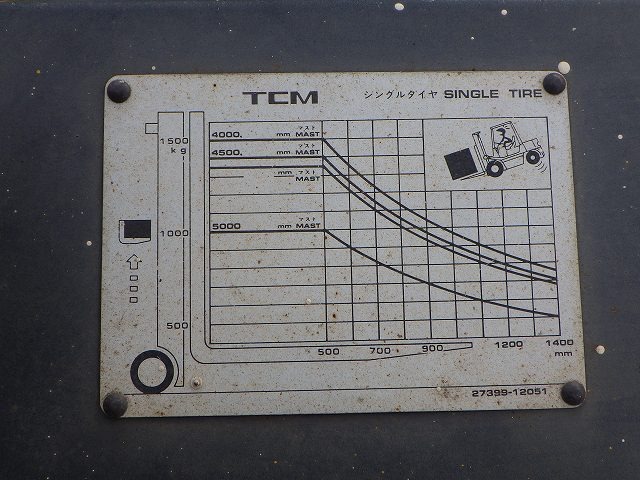 TCM シングルタイヤ SINGLE TIRE
1500
kg
4000, mm マスト MAST
4500, mm マスト MAST
mm マスト MAST
1000
5000 mm マスト MAST
500
500 700 900 1200 1400
mm
27399-12051